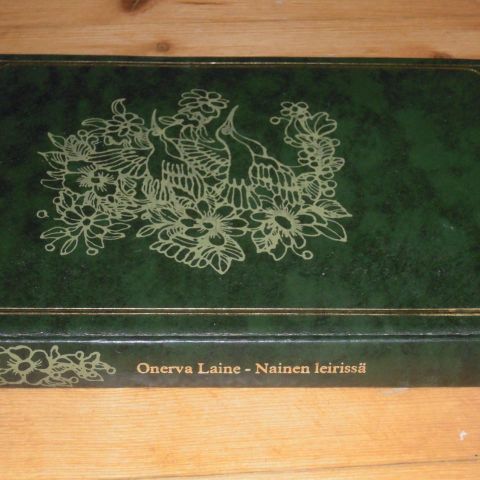 Onerva Laine - Nainen leirissä